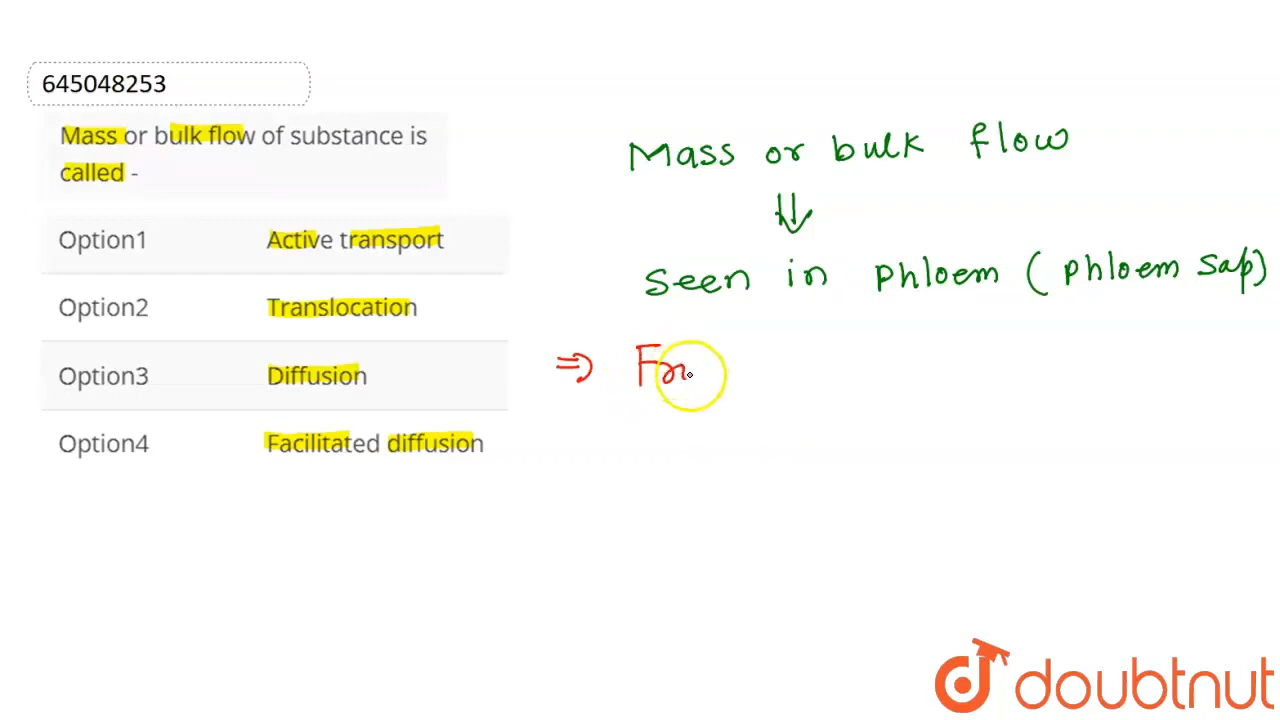 645048253
Mass or bulk flow of substance is
called -
Option1 Active transport
Option2 Translocation
Option3 Diffusion
Option4 Facilitated diffusion
Mass or bulk flow
Seen in Phloem (Phloem sap)
⇒ Fr
doubtnut